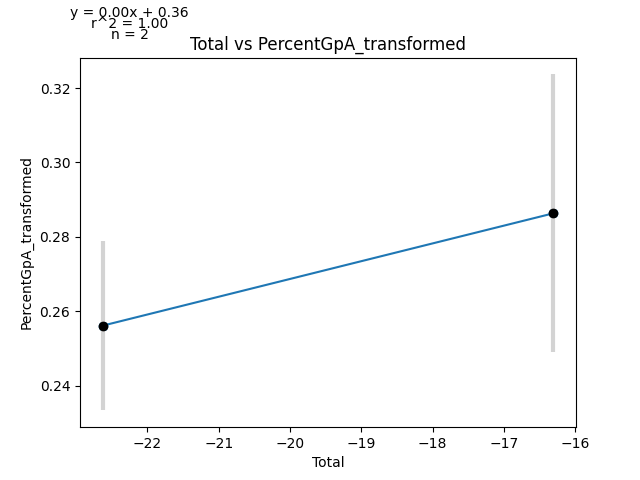 y = 0.00x + 0.36
r^2 = 1.00
n = 2
Total vs PercentGpA_transformed
0.32
0.30
0.28
0.26
0.24
PercentGpA_transformed
−22
−21
−20
−19
−18
−17
−16
Total